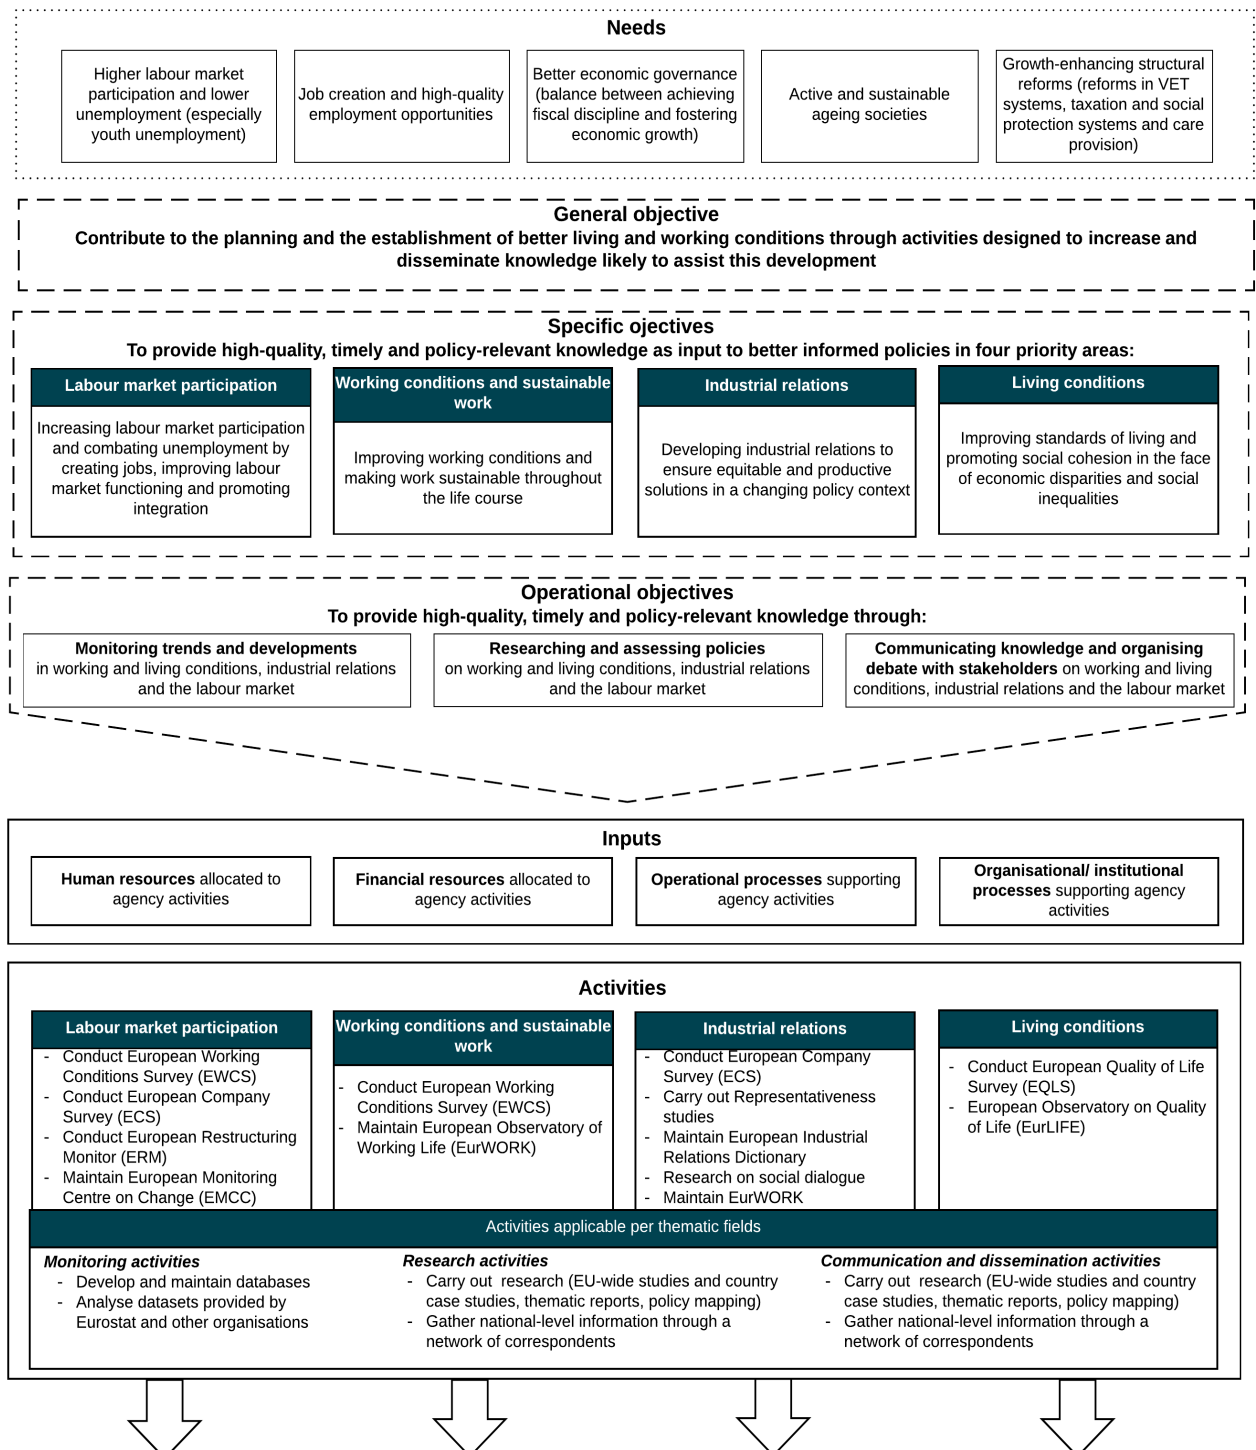 Needs
Higher labour market
participation and lower
unemployment (especially
youth unemployment)
Job creation and high-quality
employment opportunities
Better economic governance
(balance between achieving
fiscal discipline and fostering
economic growth)
Active and sustainable
ageing societies
Growth-enhancing structural
reforms (reforms in VET
systems, taxation and social
protection systems and care
provision)
General objective
Contribute to the planning and the establishment of better living and working conditions through activities designed to increase and
disseminate knowledge likely to assist this development
Specific ojectives
To provide high-quality, timely and policy-relevant knowledge as input to better informed policies in four priority areas:
Labour market participation
Increasing labour market participation
and combating unemployment by
creating jobs, improving labour
market functioning and promoting
integration
Working conditions and sustainable
work
Improving working conditions and
making work sustainable throughout
the life course
Industrial relations
Developing industrial relations to
ensure equitable and productive
solutions in a changing policy context
Living conditions
Improving standards of living and
promoting social cohesion in the face
of economic disparities and social
inequalities
Operational objectives
To provide high-quality, timely and policy-relevant knowledge through:
Monitoring trends and developments
in working and living conditions, industrial relations
and the labour market
Researching and assessing policies
on working and living conditions, industrial relations
and the labour market
Communicating knowledge and organising
debate with stakeholders on working and living
conditions, industrial relations and the labour market
Inputs
Human resources allocated to
agency activities
Financial resources allocated to
agency activities
Operational processes supporting
agency activities
Organisational/ institutional
processes supporting agency
activities
Activities
Labour market participation
- Conduct European Working
Conditions Survey (EWCS)
- Conduct European Company
Survey (ECS)
- Conduct European Restructuring
Monitor (ERM)
- Maintain European Monitoring
Centre on Change (EMCC)
Working conditions and sustainable
work
- Conduct European Working
Conditions Survey (EWCS)
- Maintain European Observatory of
Working Life (EurWORK)
Industrial relations
- Conduct European Company
Survey (ECS)
- Carry out Representativeness
studies
- Maintain European Industrial
Relations Dictionary
- Research on social dialogue
- Maintain EurWORK
Living conditions
- Conduct European Quality of Life
Survey (EQLS)
- European Observatory on Quality
of Life (EurLIFE)
Activities applicable per thematic fields
Monitoring activities
- Develop and maintain databases
- Analyse datasets provided by
Eurostat and other organisations
Research activities
- Carry out research (EU-wide studies and country
case studies, thematic reports, policy mapping)
- Gather national-level information through a
network of correspondents
Communication and dissemination activities
- Carry out research (EU-wide studies and country
case studies, thematic reports, policy mapping)
- Gather national-level information through a
network of correspondents